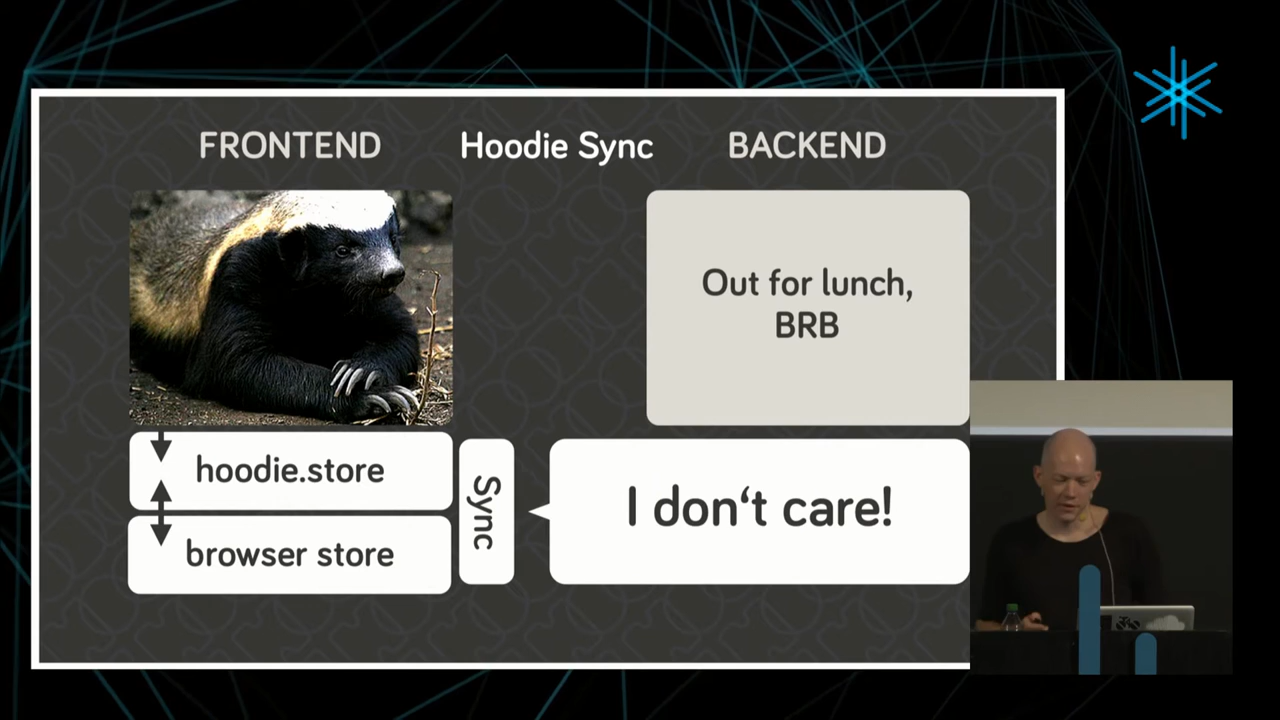 FRONTEND
Hoodie Sync
BACKEND
Out for lunch,
BRB
hoodie.store
browser store
Sync
I don‘t care!